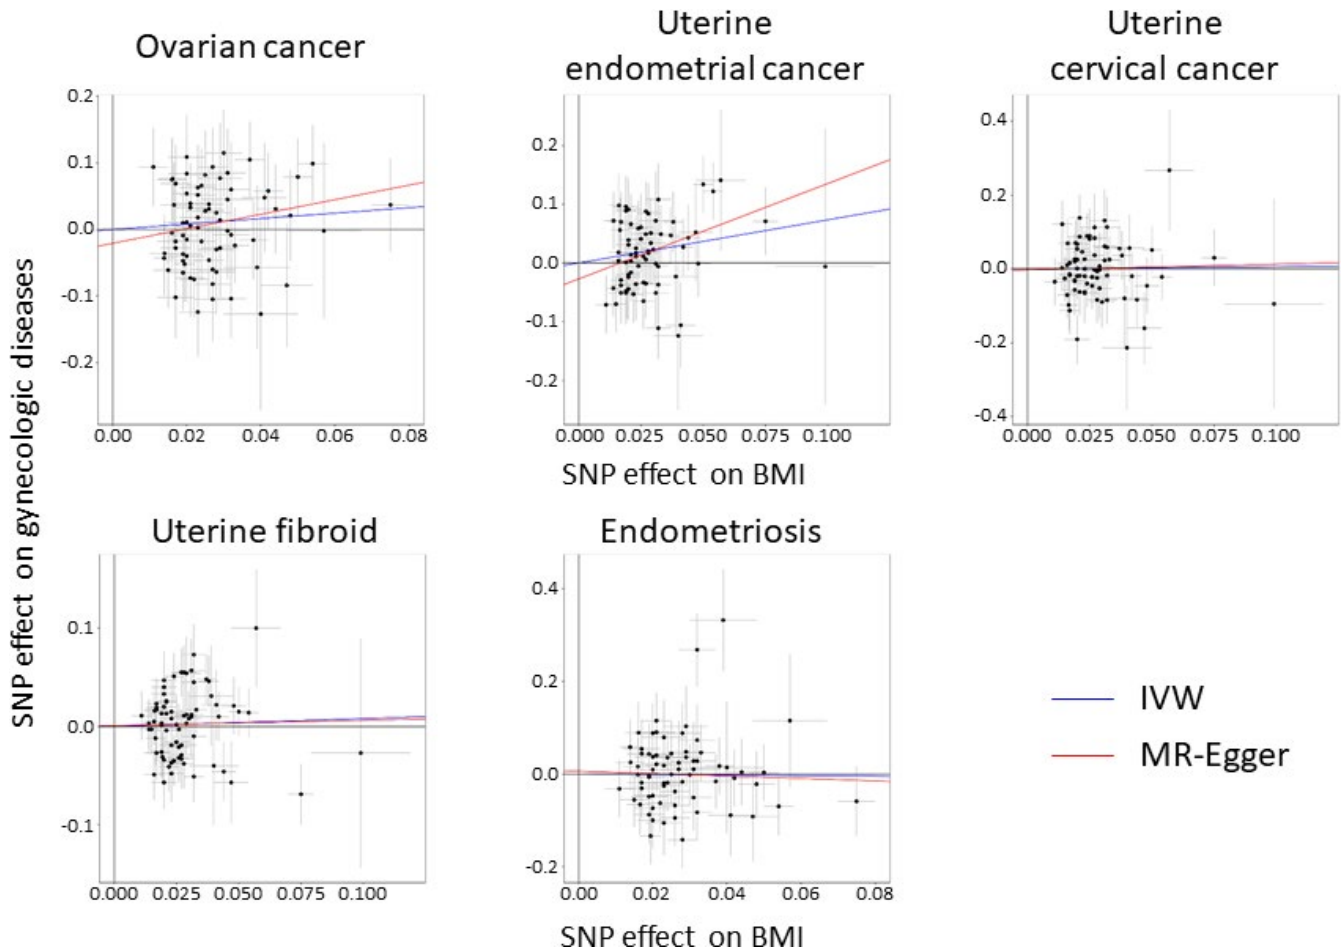 Ovarian cancer
Uterine
endometrial cancer
Uterine
cervical cancer
SNP effect on gynecologic diseases
0.2
0.1
0.0
-0.1
-0.2
0.00 0.02 0.04 0.06 0.08
0.2
0.1
0.0
-0.1
-0.2
0.000 0.025 0.050 0.075 0.100
0.4
0.2
0.0
-0.2
-0.4
0.000 0.025 0.050 0.075 0.100
SNP effect on BMI
Uterine fibroid
Endometriosis
0.1
0.0
-0.1
0.000 0.025 0.050 0.075 0.100
0.4
0.2
0.0
-0.2
0.00 0.02 0.04 0.06 0.08
IVW
MR-Egger
SNP effect on BMI